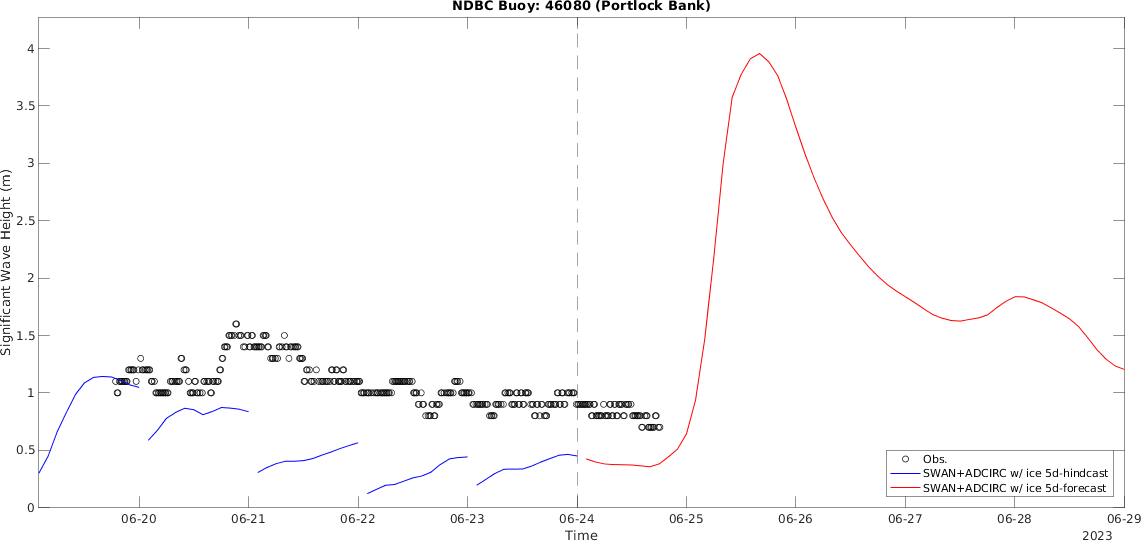 NDBC Buoy: 46080 (Portlock Bank)
4
3.5
3
2.5
2
1.5
1
0.5
0
Significant Wave Height (m)
Obs.
SWAN+ADCIRC w/ ice 5d-hindcast
SWAN+ADCIRC w/ ice 5d-forecast
06-20 06-21 06-22 06-23 06-24 06-25 06-26 06-27 06-28 06-29
Time
2023